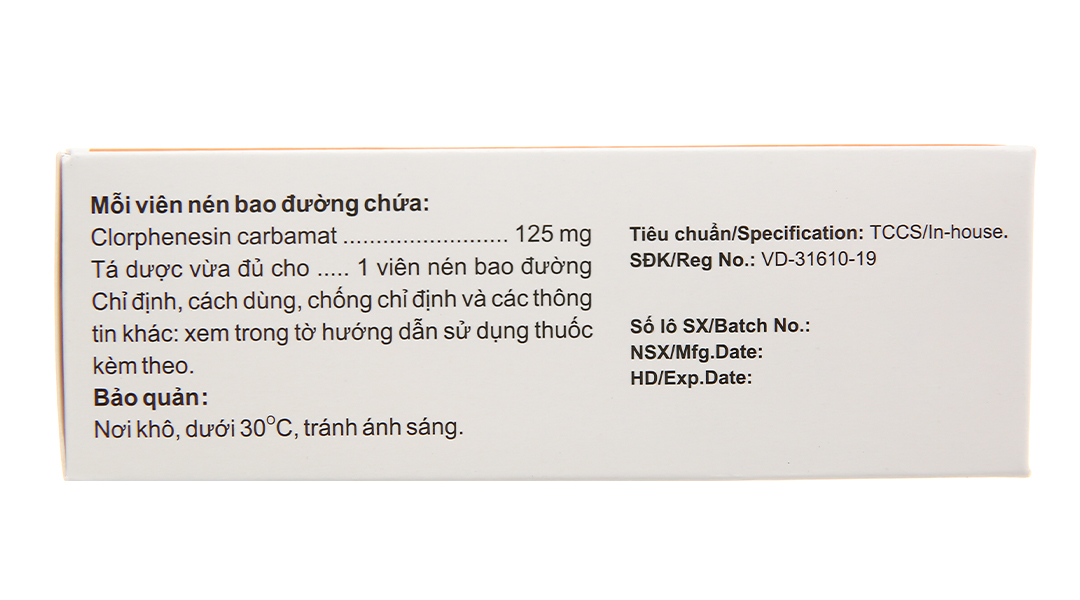 Mỗi viên nén bao đường chứa:
Clorphenesin carbamat ......................... 125 mg
Tá dược vừa đủ cho ..... 1 viên nén bao đường
Chỉ định, cách dùng, chống chỉ định và các thông
tin khác: xem trong tờ hướng dẫn sử dụng thuốc
kèm theo.
Bảo quản:
Nơi khô, dưới 30°C, tránh ánh sáng.
Tiêu chuẩn/Specification: TCCS/In-house.
SĐK/Reg No.: VD-31610-19
Số lô SX/Batch No.:
NSX/Mfg.Date:
HD/Exp.Date: